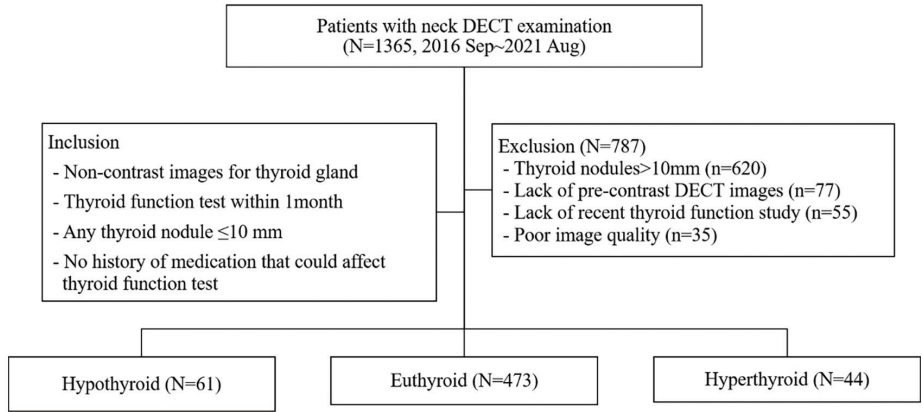 Patients with neck DECT examination
(N=1365, 2016 Sep~2021 Aug)
Inclusion
- Non-contrast images for thyroid gland
- Thyroid function test within 1month
- Any thyroid nodule ≤10 mm
- No history of medication that could affect
thyroid function test
Exclusion (N=787)
- Thyroid nodules>10mm (n=620)
- Lack of pre-contrast DECT images (n=77)
- Lack of recent thyroid function study (n=55)
- Poor image quality (n=35)
Hypothyroid (N=61)
Euthyroid (N=473)
Hyperthyroid (N=44)